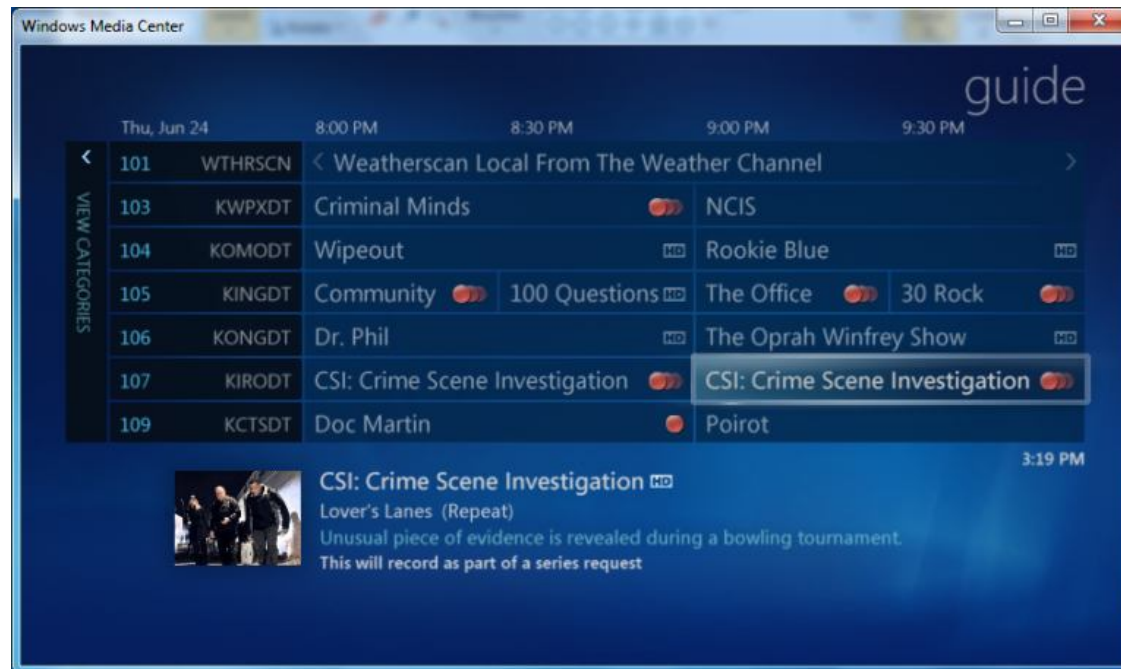 Windows Media Center
guide
Thu, Jun 24 8:00 PM 8:30 PM 9:00 PM 9:30 PM
VIEW CATEGORIES
101 WTHRSCN Weatherscan Local From The Weather Channel
103 KWPXDT Criminal Minds NCIS
104 KOMODT Wipeout HD Rookie Blue HD
105 KINGDT Community 100 Questions HD The Office 30 Rock
106 KONGDT Dr. Phil HD The Oprah Winfrey Show HD
107 KIRODT CSI: Crime Scene Investigation CSI: Crime Scene Investigation
109 KCTSDT Doc Martin Poirot
3:19 PM
CSI: Crime Scene Investigation HD
Lover's Lanes (Repeat)
Unusual piece of evidence is revealed during a bowling tournament.
This will record as part of a series request